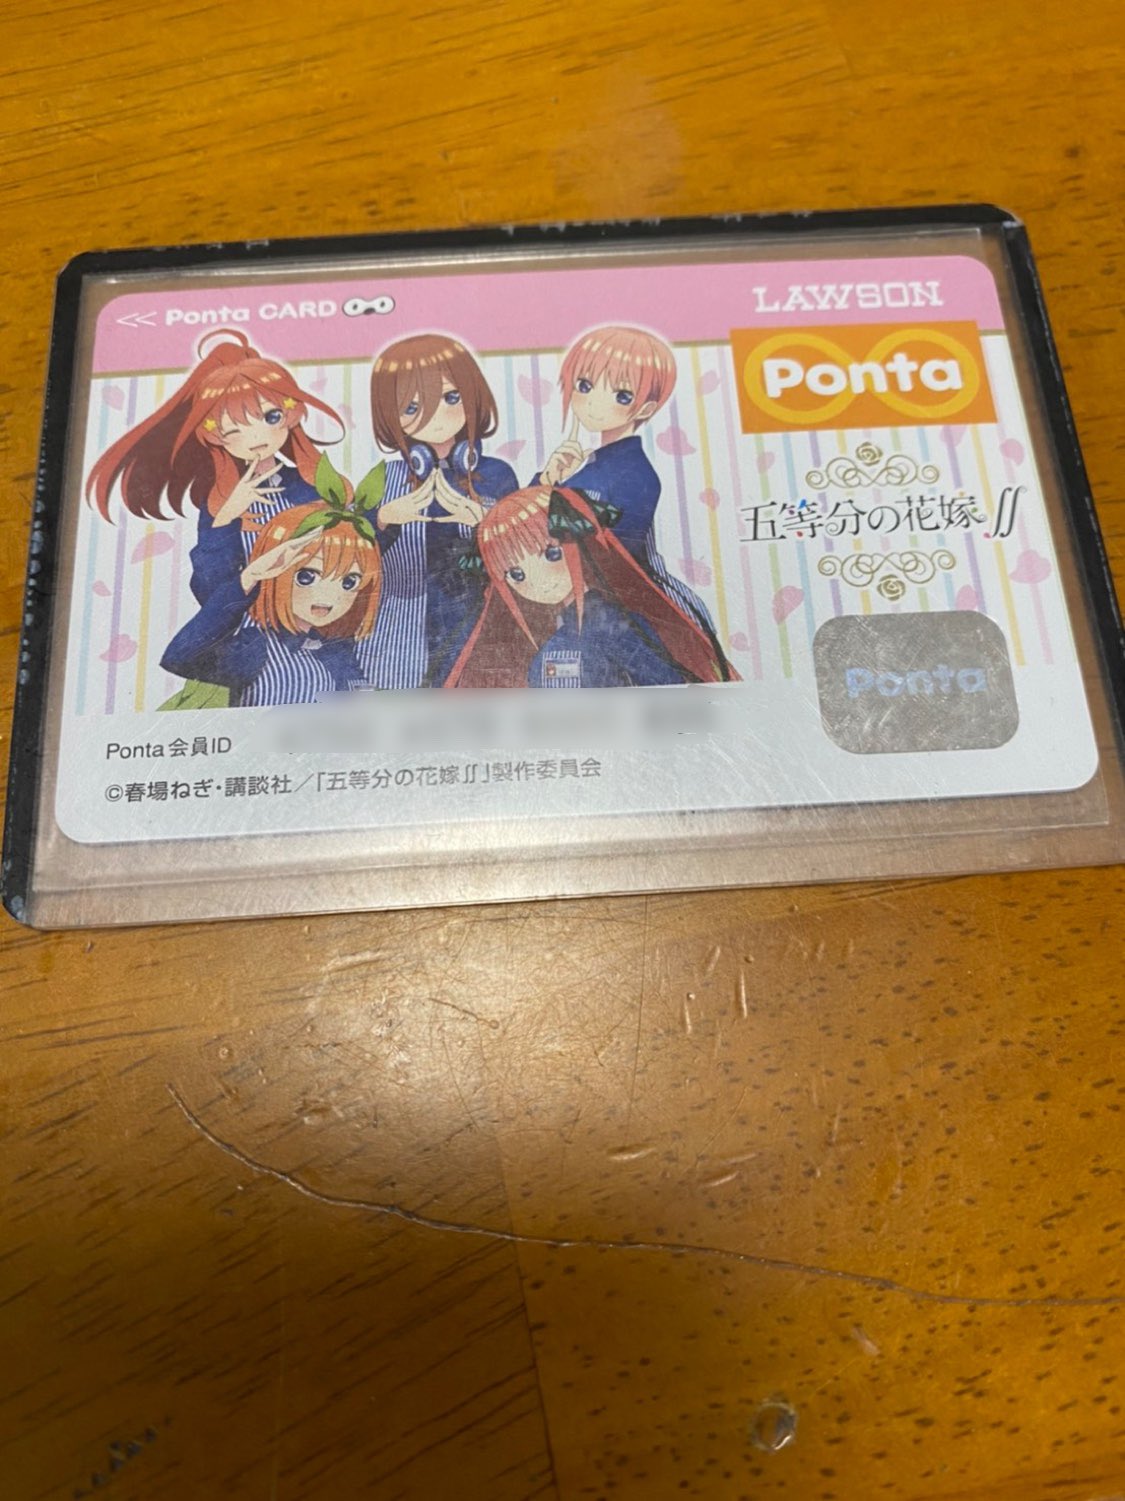 << Ponta CARD
LAWSON
Ponta
五等分の花嫁∬
Ponta
Ponta会員ID
©春場ねぎ・講談社／「五等分の花嫁∬」製作委員会